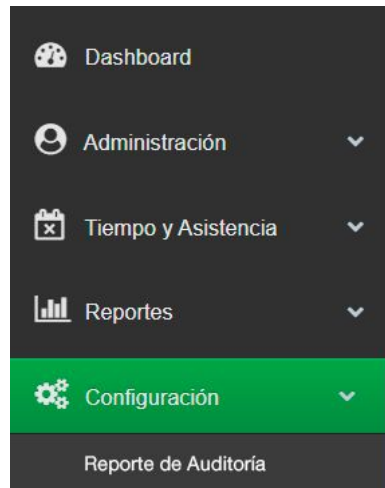 Dashboard
Administración
Tiempo y Asistencia
Reportes
Configuración
Reporte de Auditoría